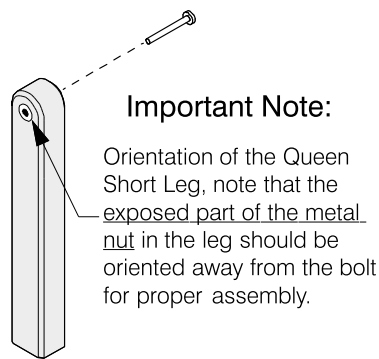 Important Note:
Orientation of the Queen
Short Leg, note that the
exposed part of the metal
nut in the leg should be
oriented away from the bolt
for proper assembly.